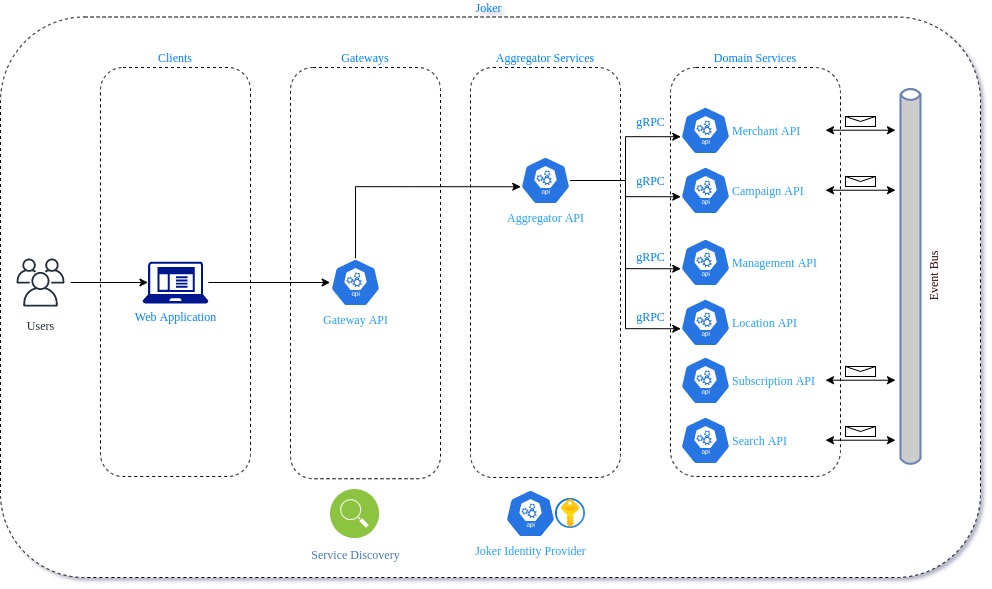 Joker
Clients
Gateways
Aggregator Services
Domain Services
gRPC
Merchant API
api
gRPC
Campaign API
api
api
Aggregator API
gRPC
Management API
api
Event Bus
Users
Web Application
api
Gateway API
gRPC
Location API
api
Subscription API
api
Search API
api
api
Service Discovery
Joker Identity Provider